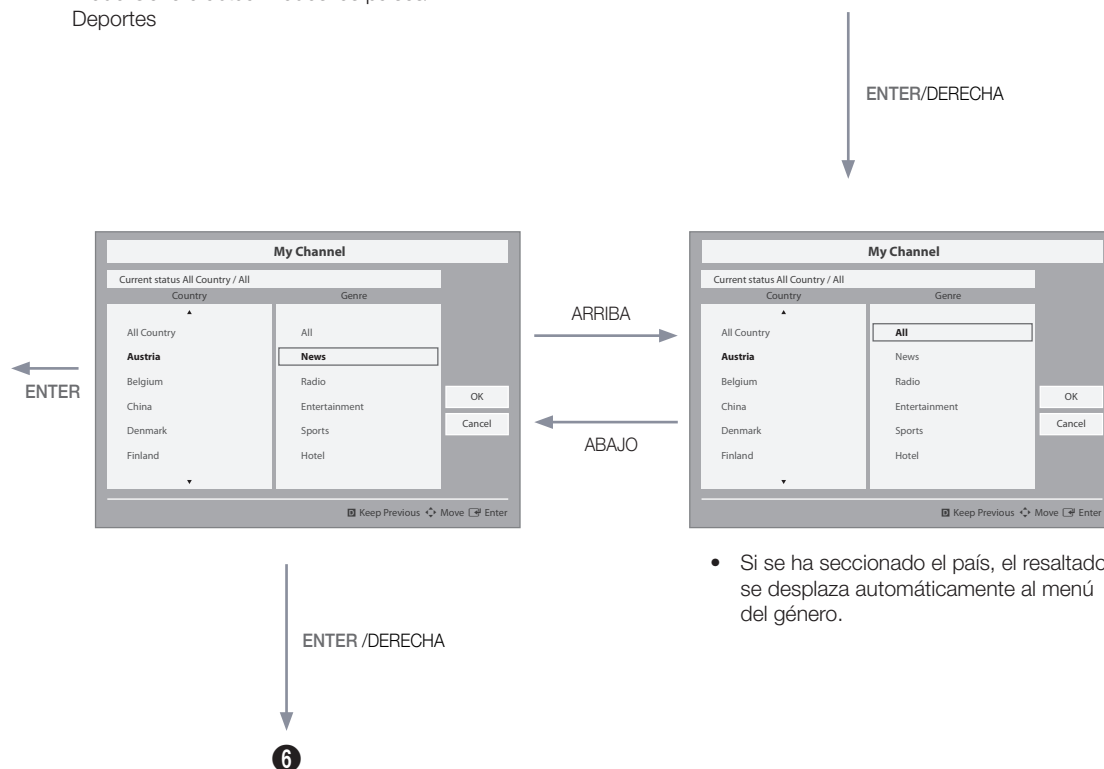 Deportes
ENTER/DERECHA
My Channel
Current status All Country / All
Country Genre
All Country All
Austria News
Belgium Radio
China Entertainment
Denmark Sports
Finland Hotel
OK
Cancel
D Keep Previous Move Enter
ENTER
ARRIBA
ABAJO
My Channel
Current status All Country / All
Country Genre
All Country All
Austria News
Belgium Radio
China Entertainment
Denmark Sports
Finland Hotel
OK
Cancel
D Keep Previous Move Enter
• Si se ha seccionado el país, el resaltado
se desplaza automáticamente al menú
del género.
ENTER /DERECHA
6